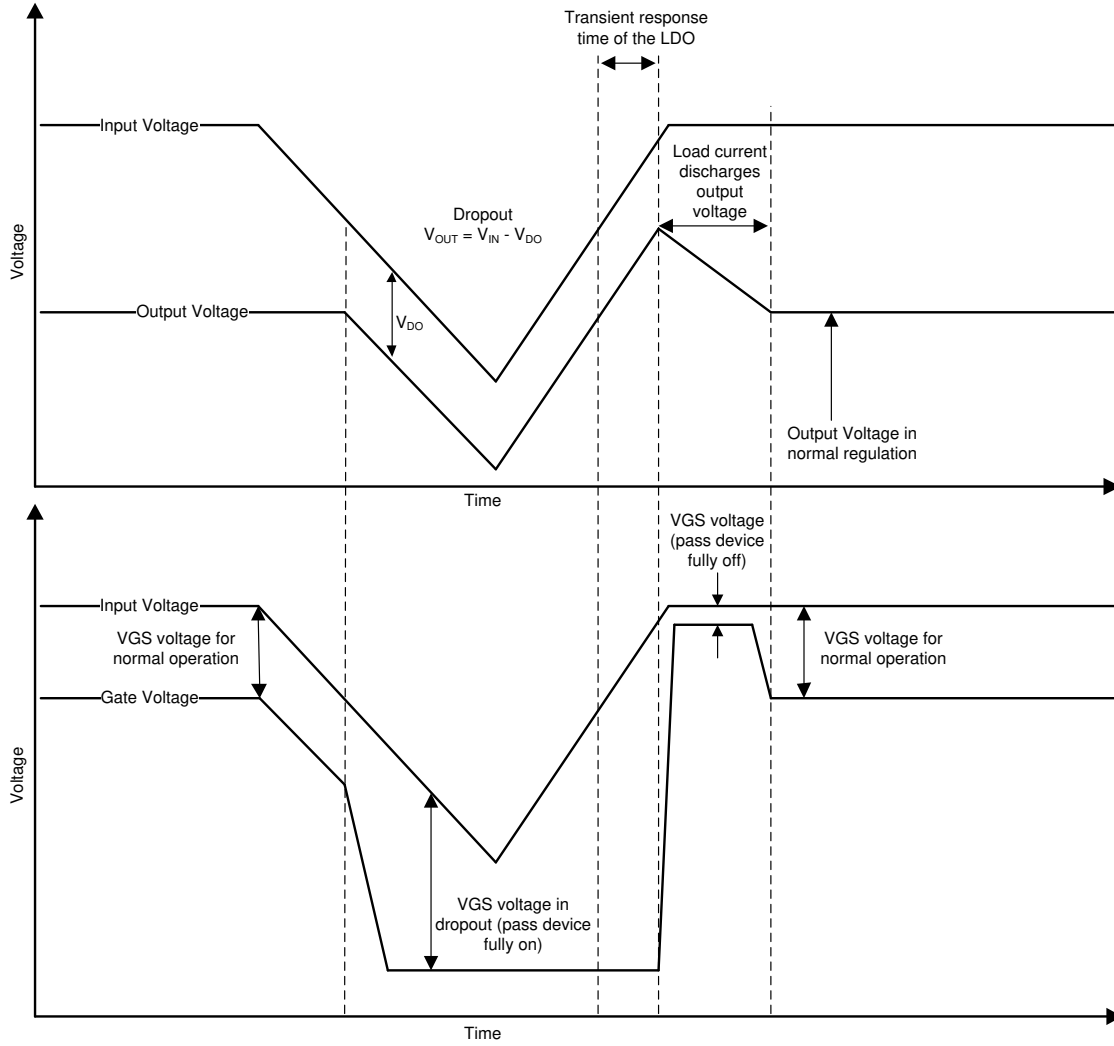 Transient response
time of the LDO
Input Voltage
Load current
discharges
output
voltage
Dropout
V_OUT = V_IN - V_DO
Voltage
Output Voltage
V_DO
Output Voltage in
normal regulation
Time
VGS voltage
(pass device
fully off)
Input Voltage
VGS voltage for
normal operation
VGS voltage for
normal operation
Gate Voltage
Voltage
VGS voltage in
dropout (pass device
fully on)
Time